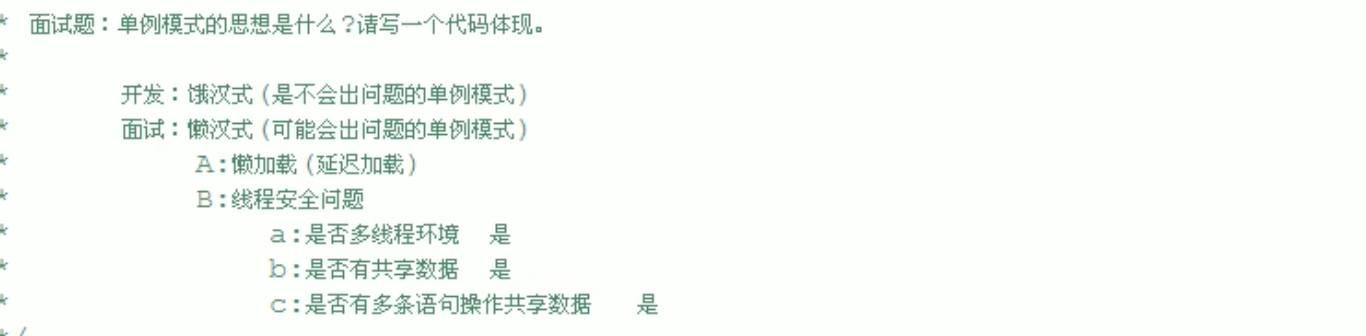 * 面试题：单例模式的思想是什么？请写一个代码体现。
*
* 开发：饿汉式(是不会出问题的单例模式)
* 面试：懒汉式(可能会出问题的单例模式)
* A:懒加载(延迟加载)
* B:线程安全问题
* a:是否多线程环境 是
* b:是否有共享数据 是
* c:是否有多条语句操作共享数据 是
*/